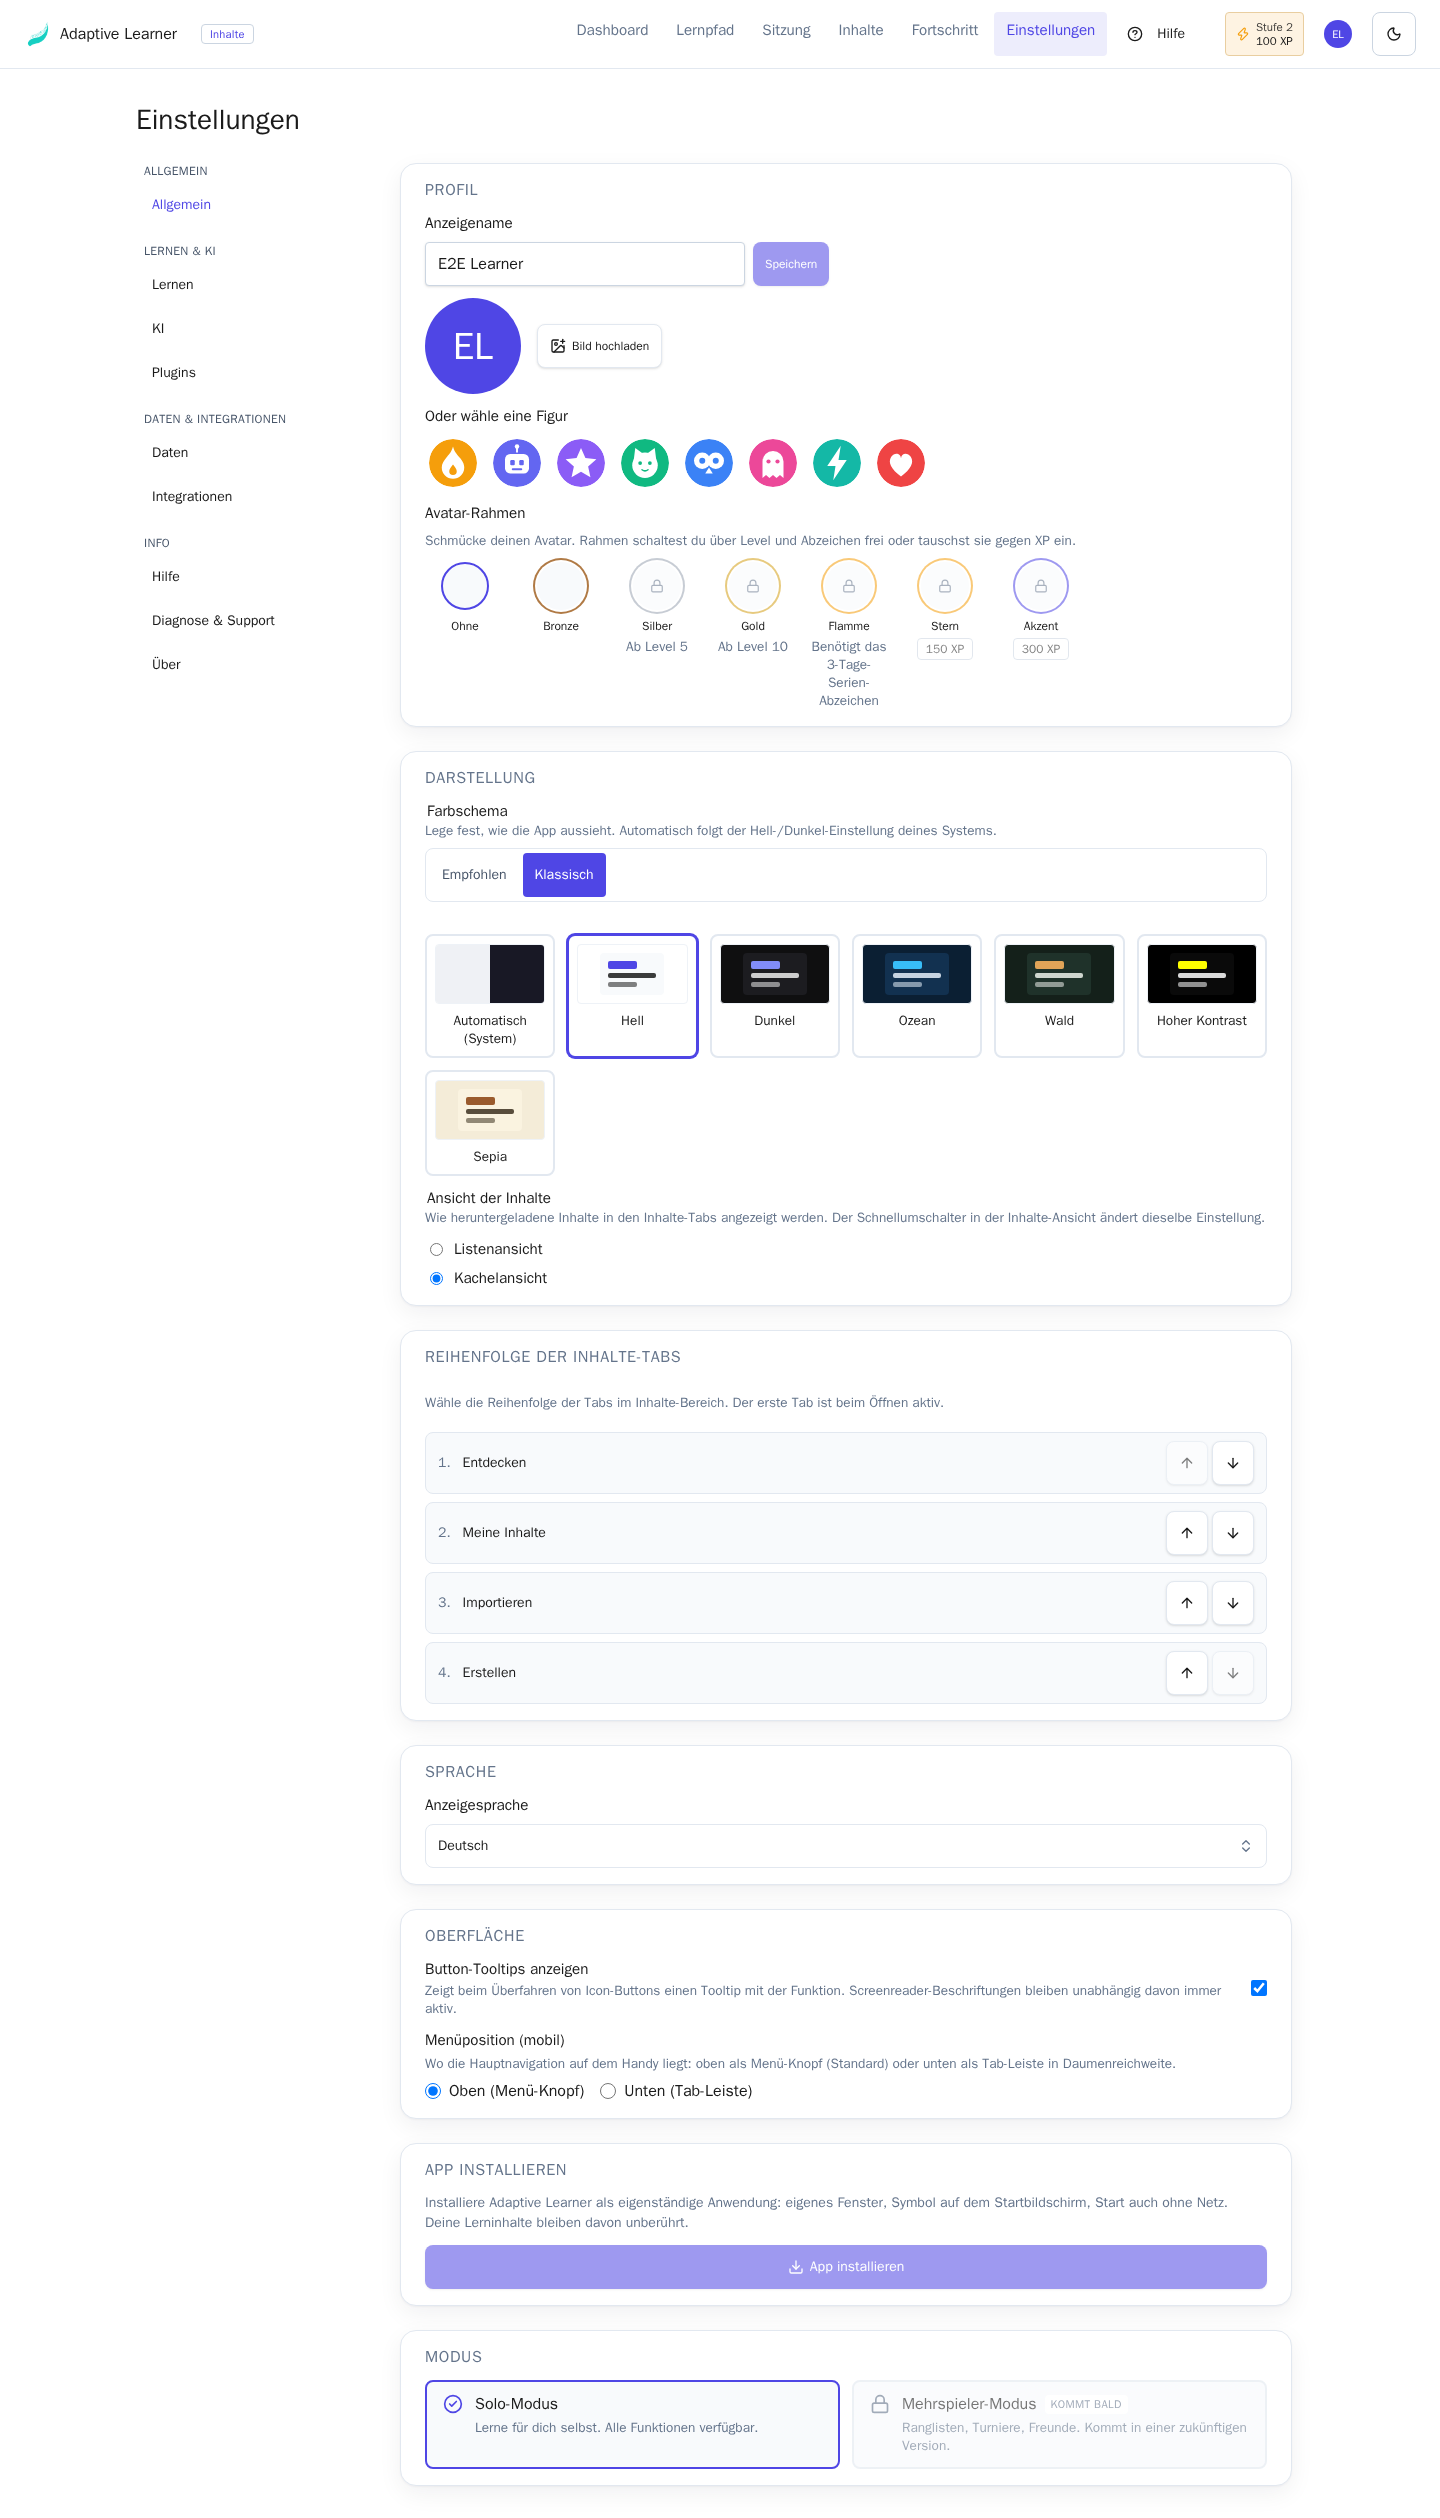 Adaptive Learner
Inhalte
Dashboard
Lernpfad
Sitzung
Inhalte
Fortschritt
Einstellungen
Hilfe
Stufe 2
100 XP
EL
Einstellungen
ALLGEMEIN
Allgemein
LERNEN & KI
Lernen
KI
Plugins
DATEN & INTEGRATIONEN
Daten
Integrationen
INFO
Hilfe
Diagnose & Support
Über
PROFIL
Anzeigename
E2E Learner
Speichern
EL
Bild hochladen
Oder wähle eine Figur
Avatar-Rahmen
Schmücke deinen Avatar. Rahmen schaltest du über Level und Abzeichen frei oder tauschst sie gegen XP ein.
Ohne
Bronze
Silber
Ab Level 5
Gold
Ab Level 10
Flamme
Benötigt das
3-Tage-
Serien-
Abzeichen
Stern
150 XP
Akzent
300 XP
DARSTELLUNG
Farbschema
Lege fest, wie die App aussieht. Automatisch folgt der Hell-/Dunkel-Einstellung deines Systems.
Empfohlen
Klassisch
Automatisch
(System)
Hell
Dunkel
Ozean
Wald
Hoher Kontrast
Sepia
Ansicht der Inhalte
Wie heruntergeladene Inhalte in den Inhalte-Tabs angezeigt werden. Der Schnellumschalter in der Inhalte-Ansicht ändert dieselbe Einstellung.
Listenansicht
Kachelansicht
REIHENFOLGE DER INHALTE-TABS
Wähle die Reihenfolge der Tabs im Inhalte-Bereich. Der erste Tab ist beim Öffnen aktiv.
1. Entdecken
2. Meine Inhalte
3. Importieren
4. Erstellen
SPRACHE
Anzeigesprache
Deutsch
OBERFLÄCHE
Button-Tooltips anzeigen
Zeigt beim Überfahren von Icon-Buttons einen Tooltip mit der Funktion. Screenreader-Beschriftungen bleiben unabhängig davon immer
aktiv.
Menüposition (mobil)
Wo die Hauptnavigation auf dem Handy liegt: oben als Menü-Knopf (Standard) oder unten als Tab-Leiste in Daumenreichweite.
Oben (Menü-Knopf)
Unten (Tab-Leiste)
APP INSTALLIEREN
Installiere Adaptive Learner als eigenständige Anwendung: eigenes Fenster, Symbol auf dem Startbildschirm, Start auch ohne Netz.
Deine Lerninhalte bleiben davon unberührt.
App installieren
MODUS
Solo-Modus
Lerne für dich selbst. Alle Funktionen verfügbar.
Mehrspieler-Modus
KOMMT BALD
Ranglisten, Turniere, Freunde. Kommt in einer zukünftigen
Version.